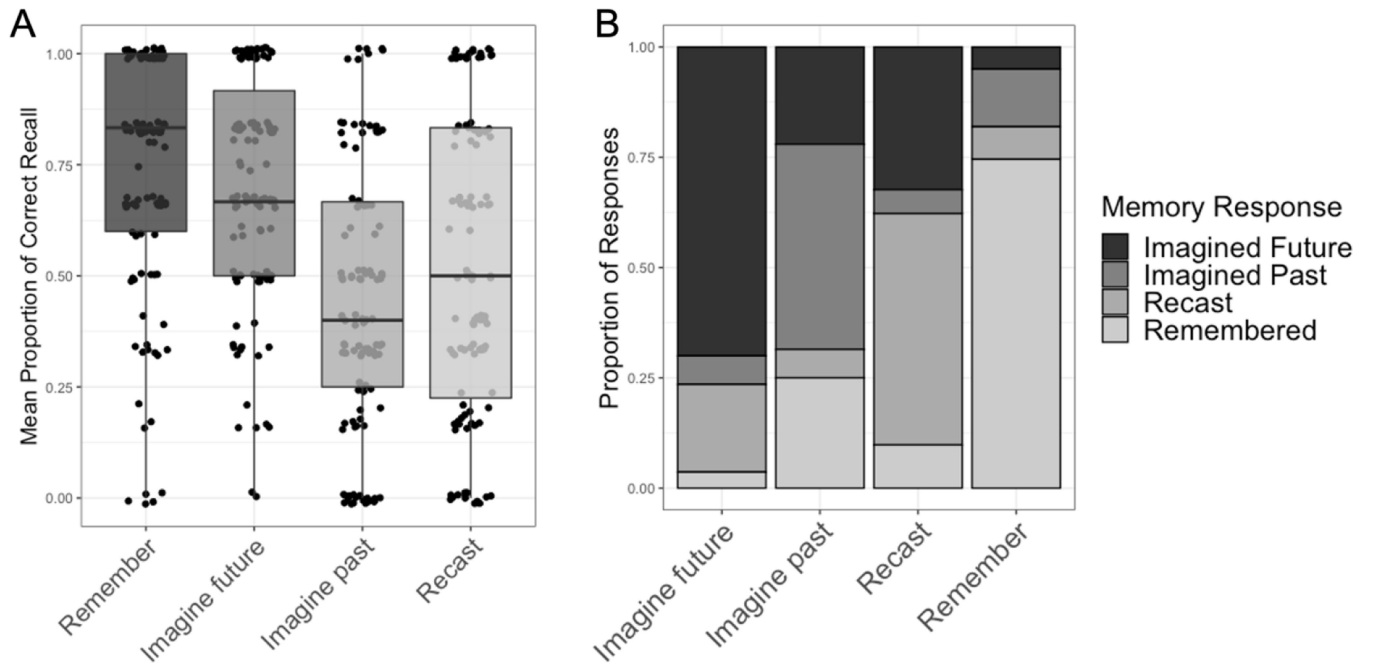 A
Mean Proportion of Correct Recall
1.00
0.75
0.50
0.25
0.00
Remember
Imagine future
Imagine past
Recast
B
Proportion of Responses
1.00
0.75
0.50
0.25
0.00
Imagine future
Imagine past
Recast
Remember
Memory Response
Imagined Future
Imagined Past
Recast
Remembered